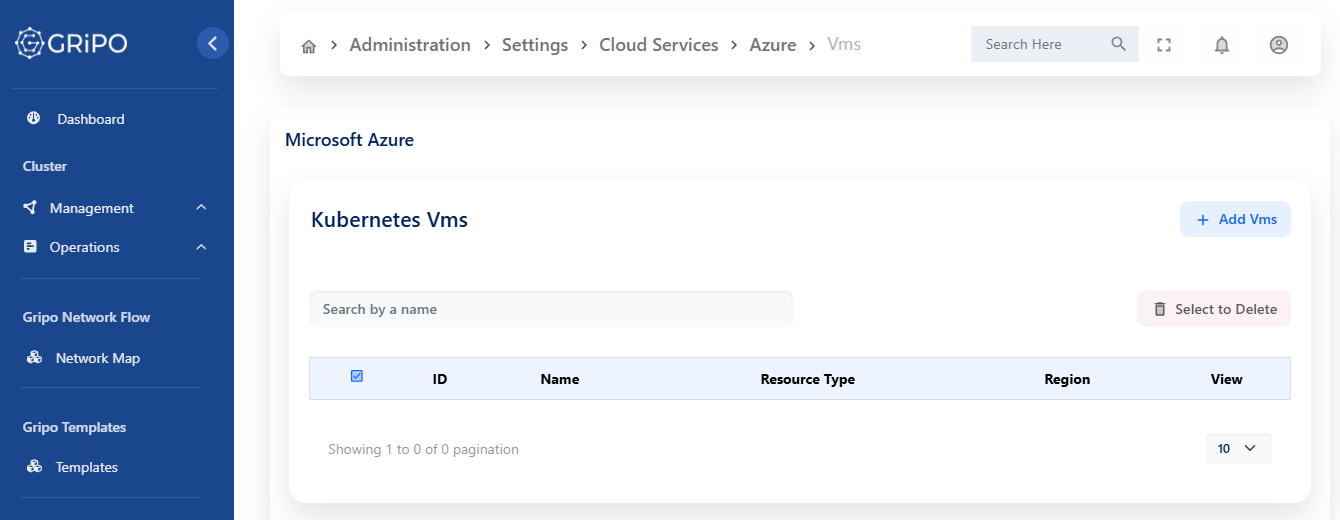 GRiPO
Administration > Settings > Cloud Services > Azure > Vms
Search Here
Dashboard
Cluster
Management
Operations
Gripo Network Flow
Network Map
Gripo Templates
Templates
Microsoft Azure
Kubernetes Vms
+ Add Vms
Search by a name
Select to Delete
ID Name Resource Type Region View
Showing 1 to 0 of 0 pagination
10